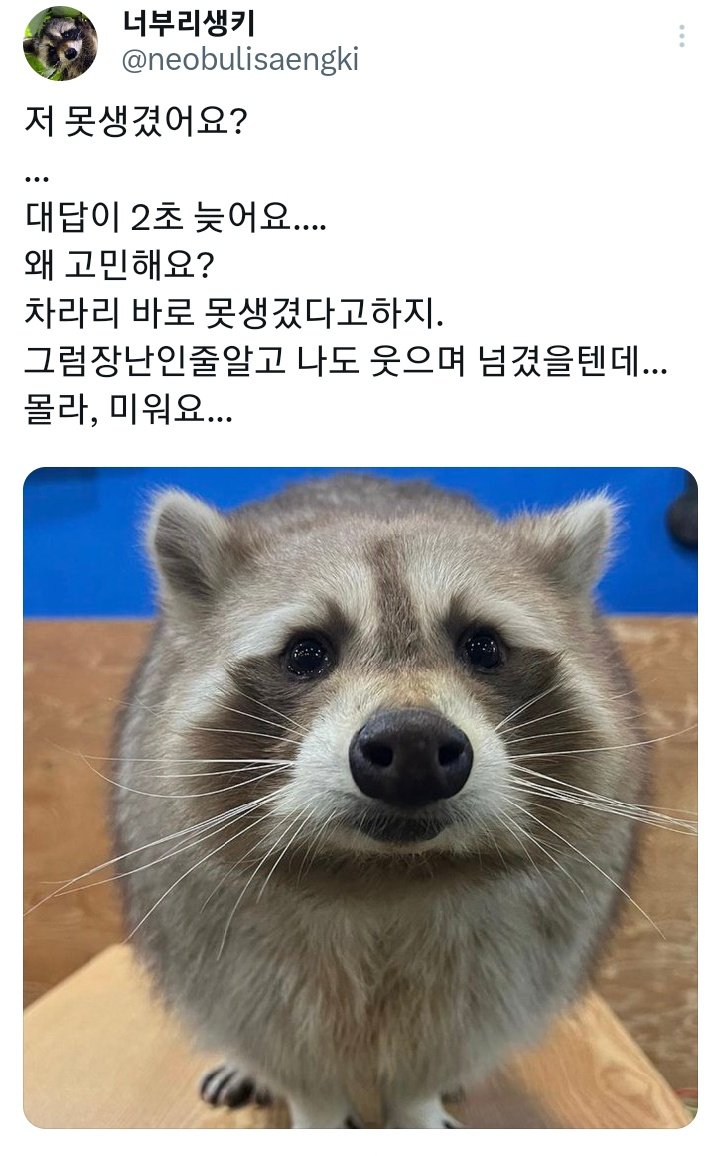 너부리생키
@neobulisaengki
저 못생겼어요?
...
대답이 2초 늦어요....
왜 고민해요?
차라리 바로 못생겼다고하지.
그럼장난인줄알고 나도 웃으며 넘겼을텐데...
몰라, 미워요...